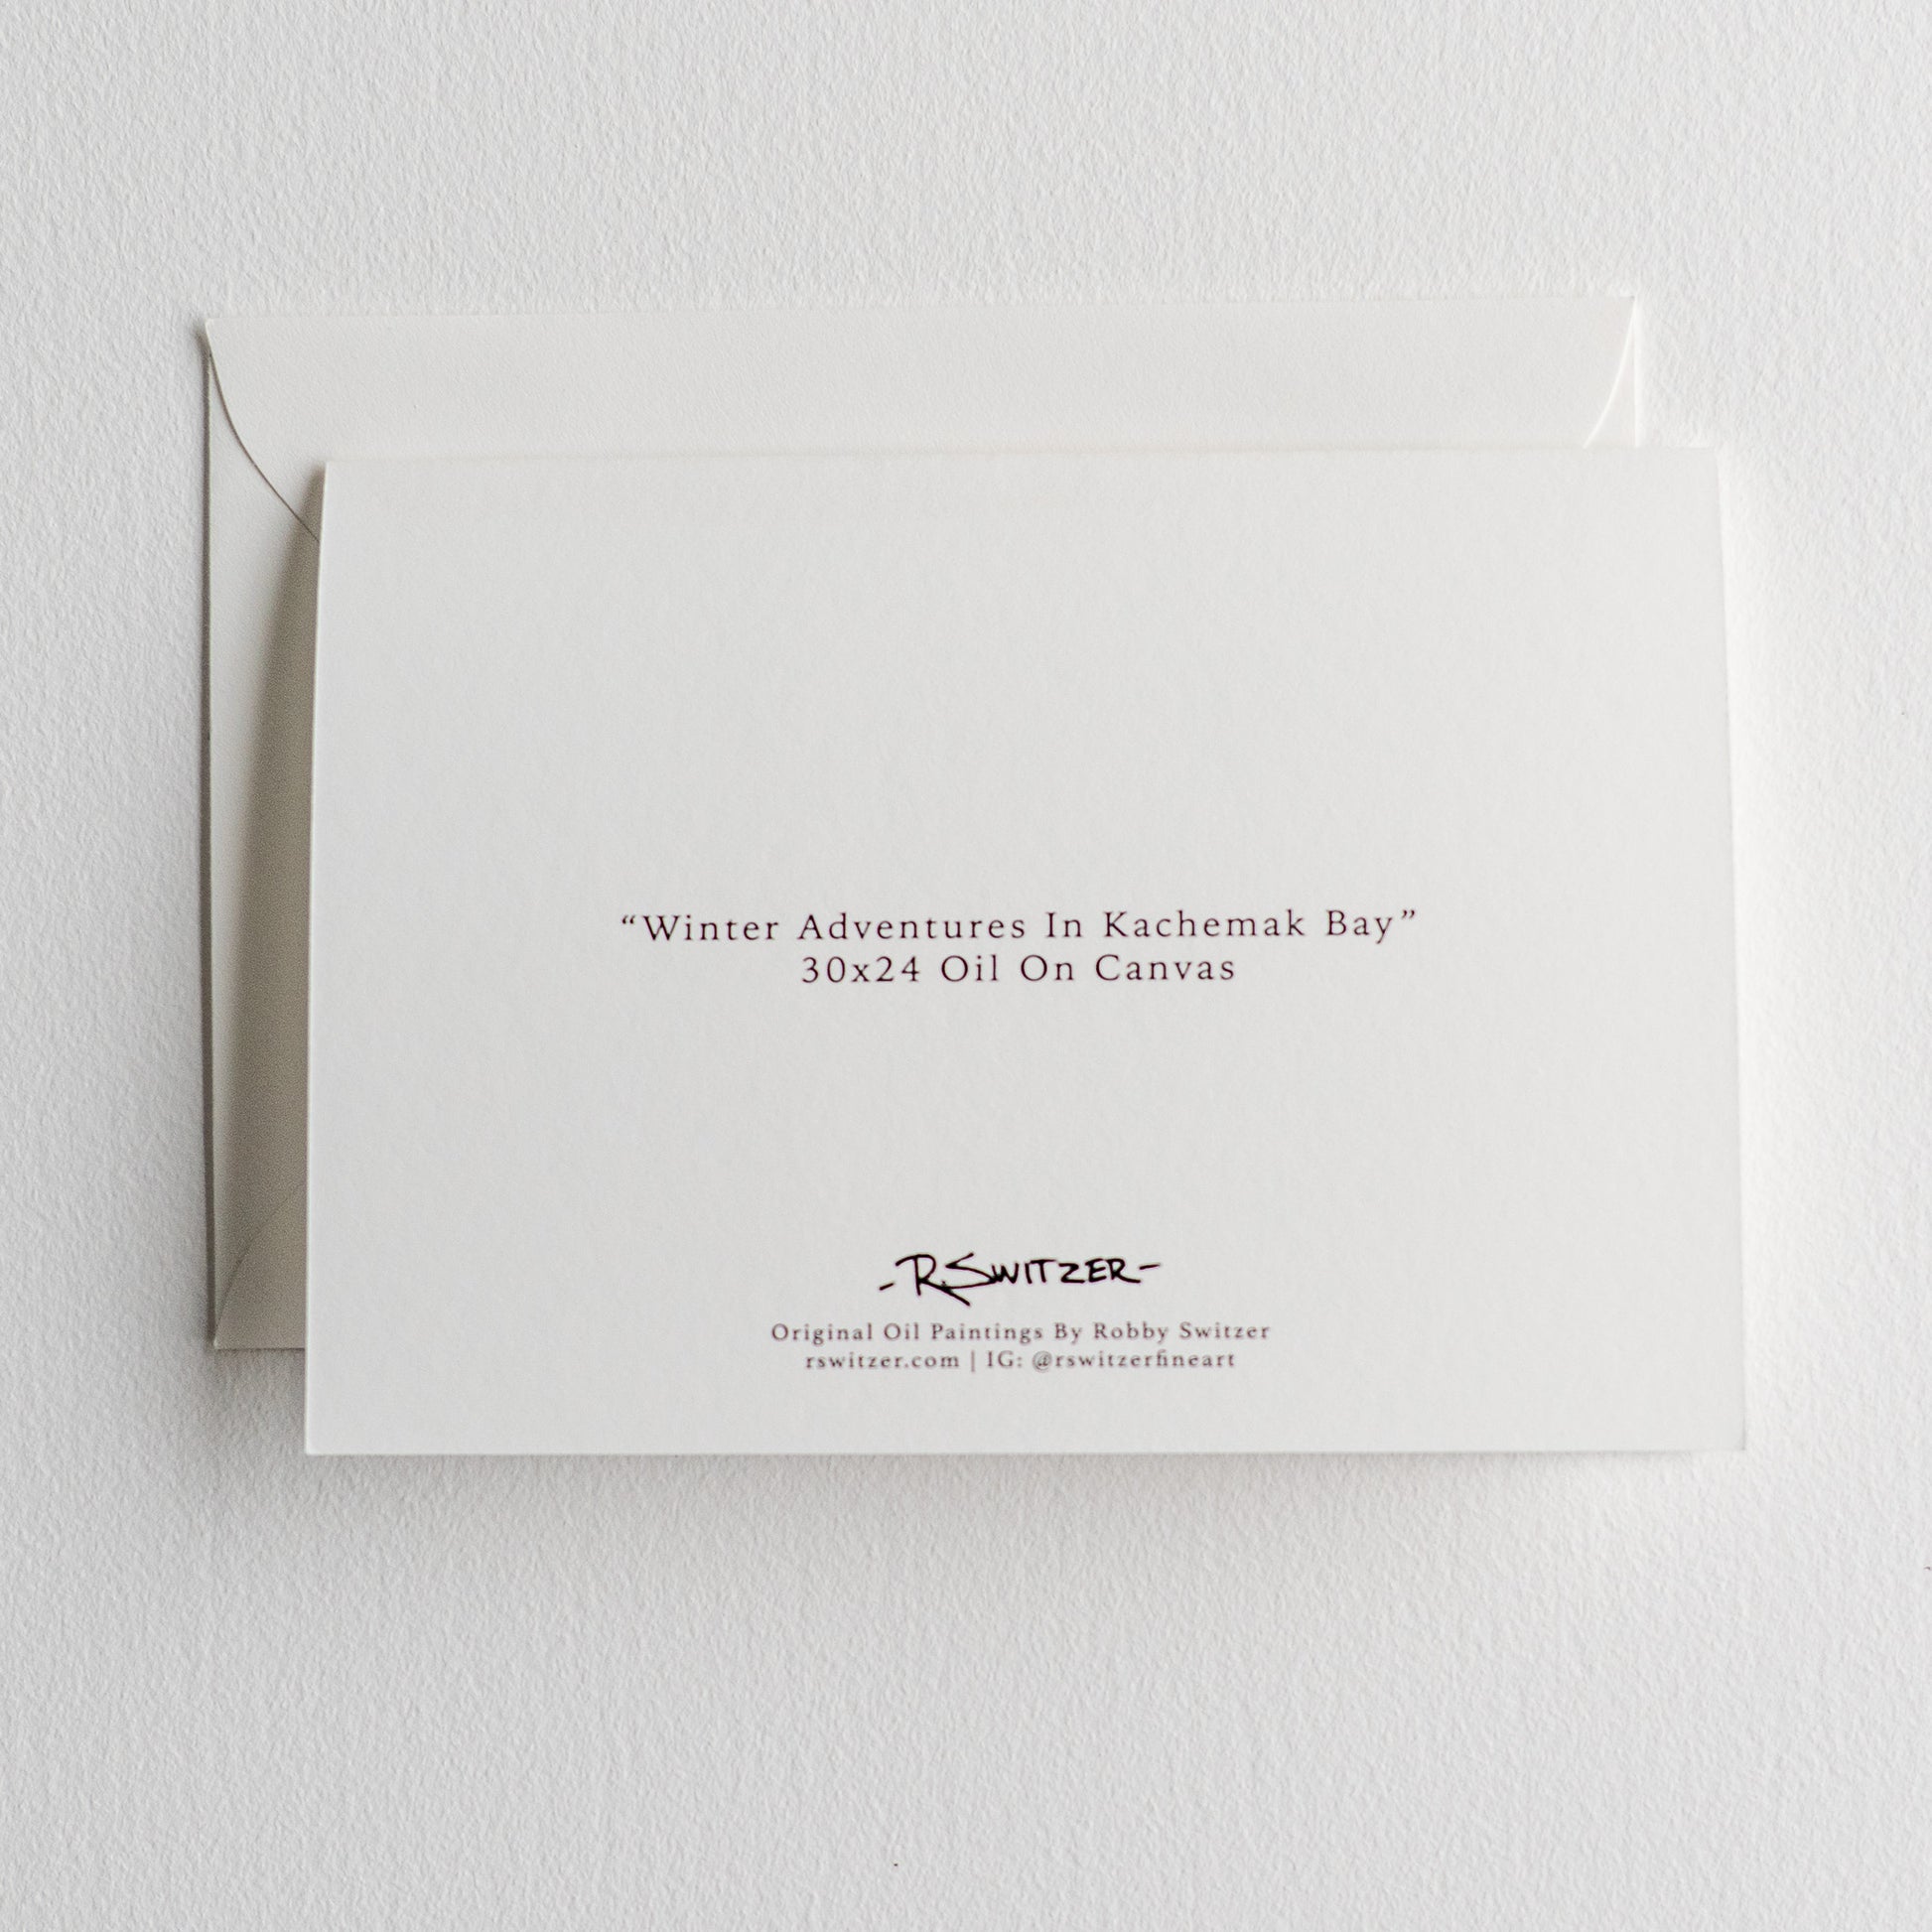 “Winter Adventures In Kachemak Bay”
30x24 Oil On Canvas
-R.SWITZER-
Original Oil Paintings By Robby Switzer
rswitzer.com | IG: @rswitzerfineart